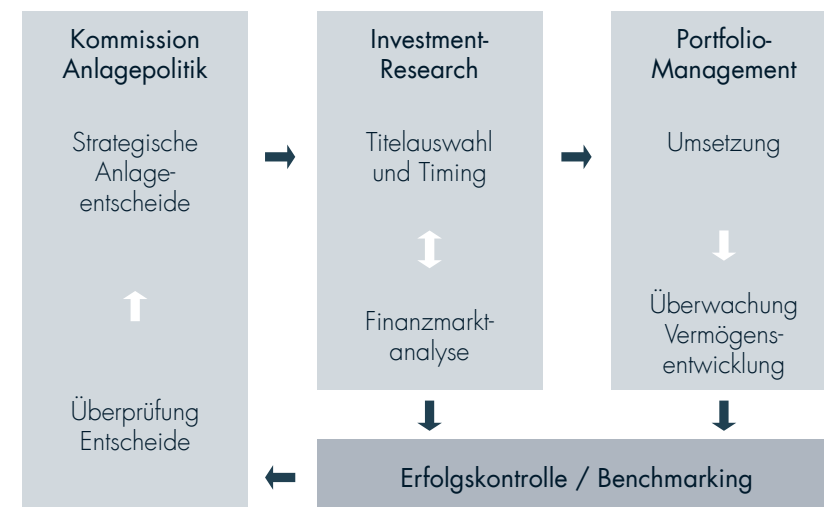 Kommission
Anlagepolitik
Strategische
Anlage-
entscheide
Überprüfung
Entscheide
Investment-
Research
Titelauswahl
und Timing
Finanzmarkt-
analyse
Portfolio-
Management
Umsetzung
Überwachung
Vermögens-
entwicklung
Erfolgskontrolle / Benchmarking